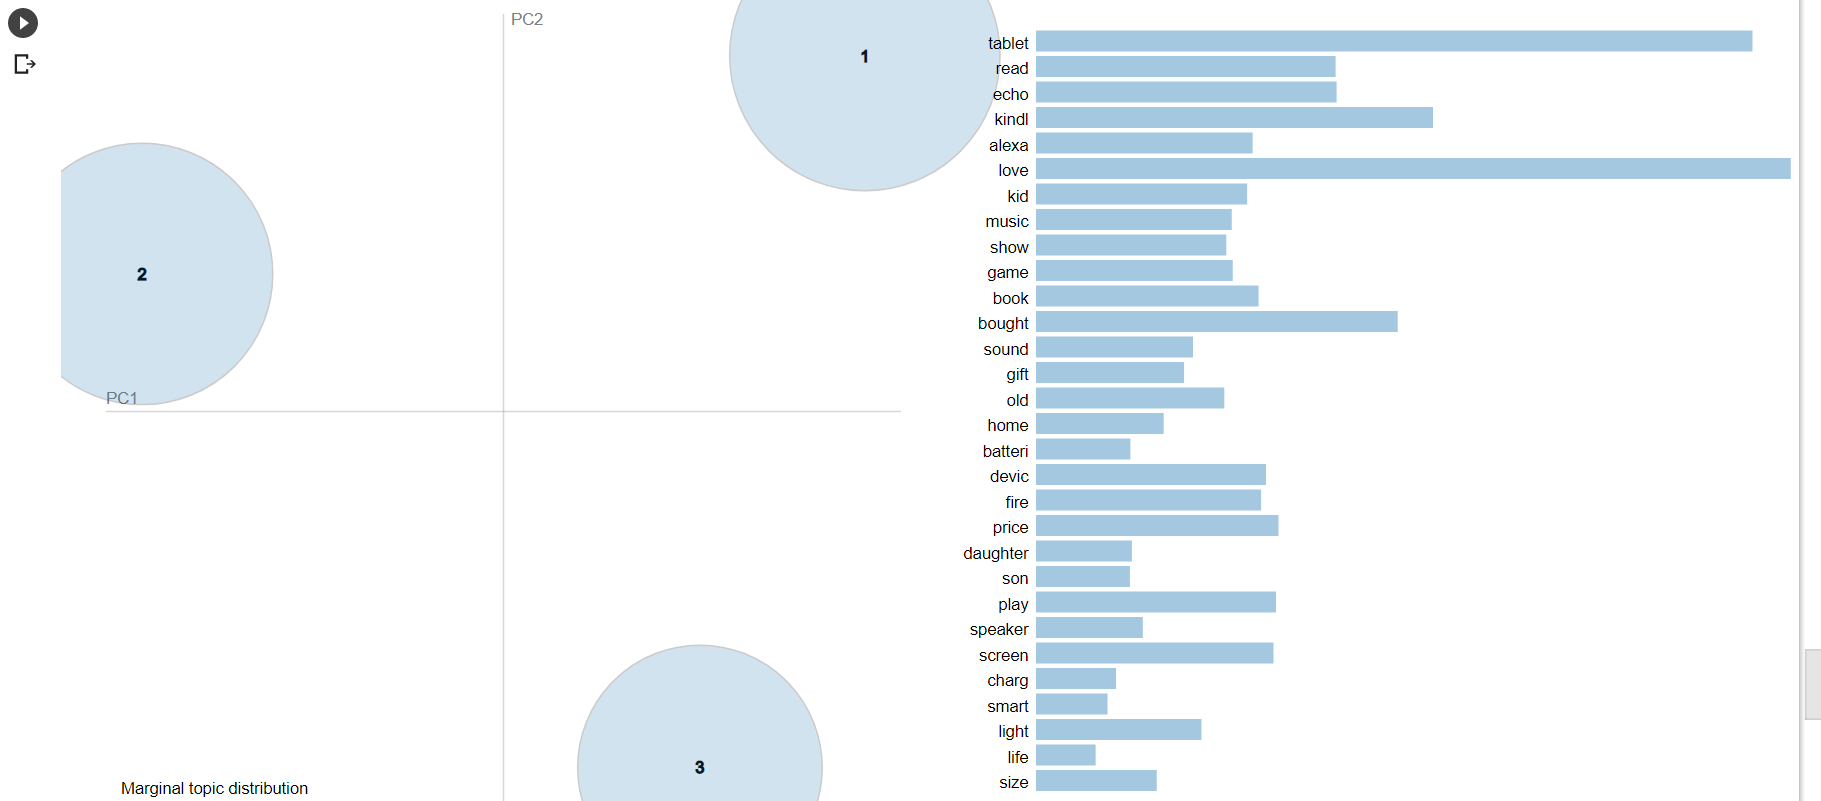 PC2
1
2
PC1
3
Marginal topic distribution
tablet
read
echo
kindl
alexa
love
kid
music
show
game
book
bought
sound
gift
old
home
batteri
devic
fire
price
daughter
son
play
speaker
screen
charg
smart
light
life
size